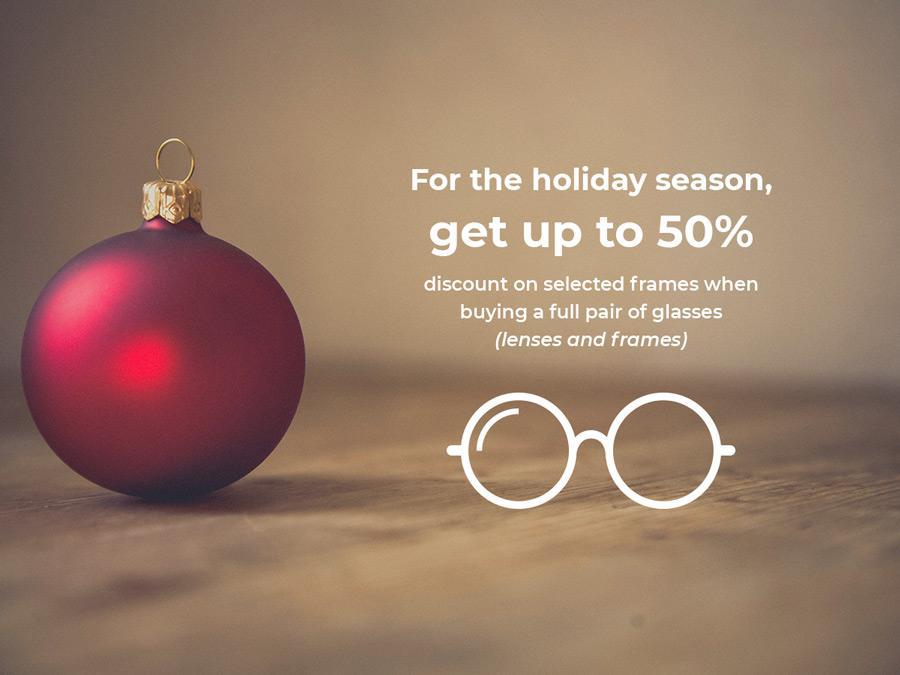 For the holiday season,
get up to 50%
discount on selected frames when
buying a full pair of glasses
(lenses and frames)